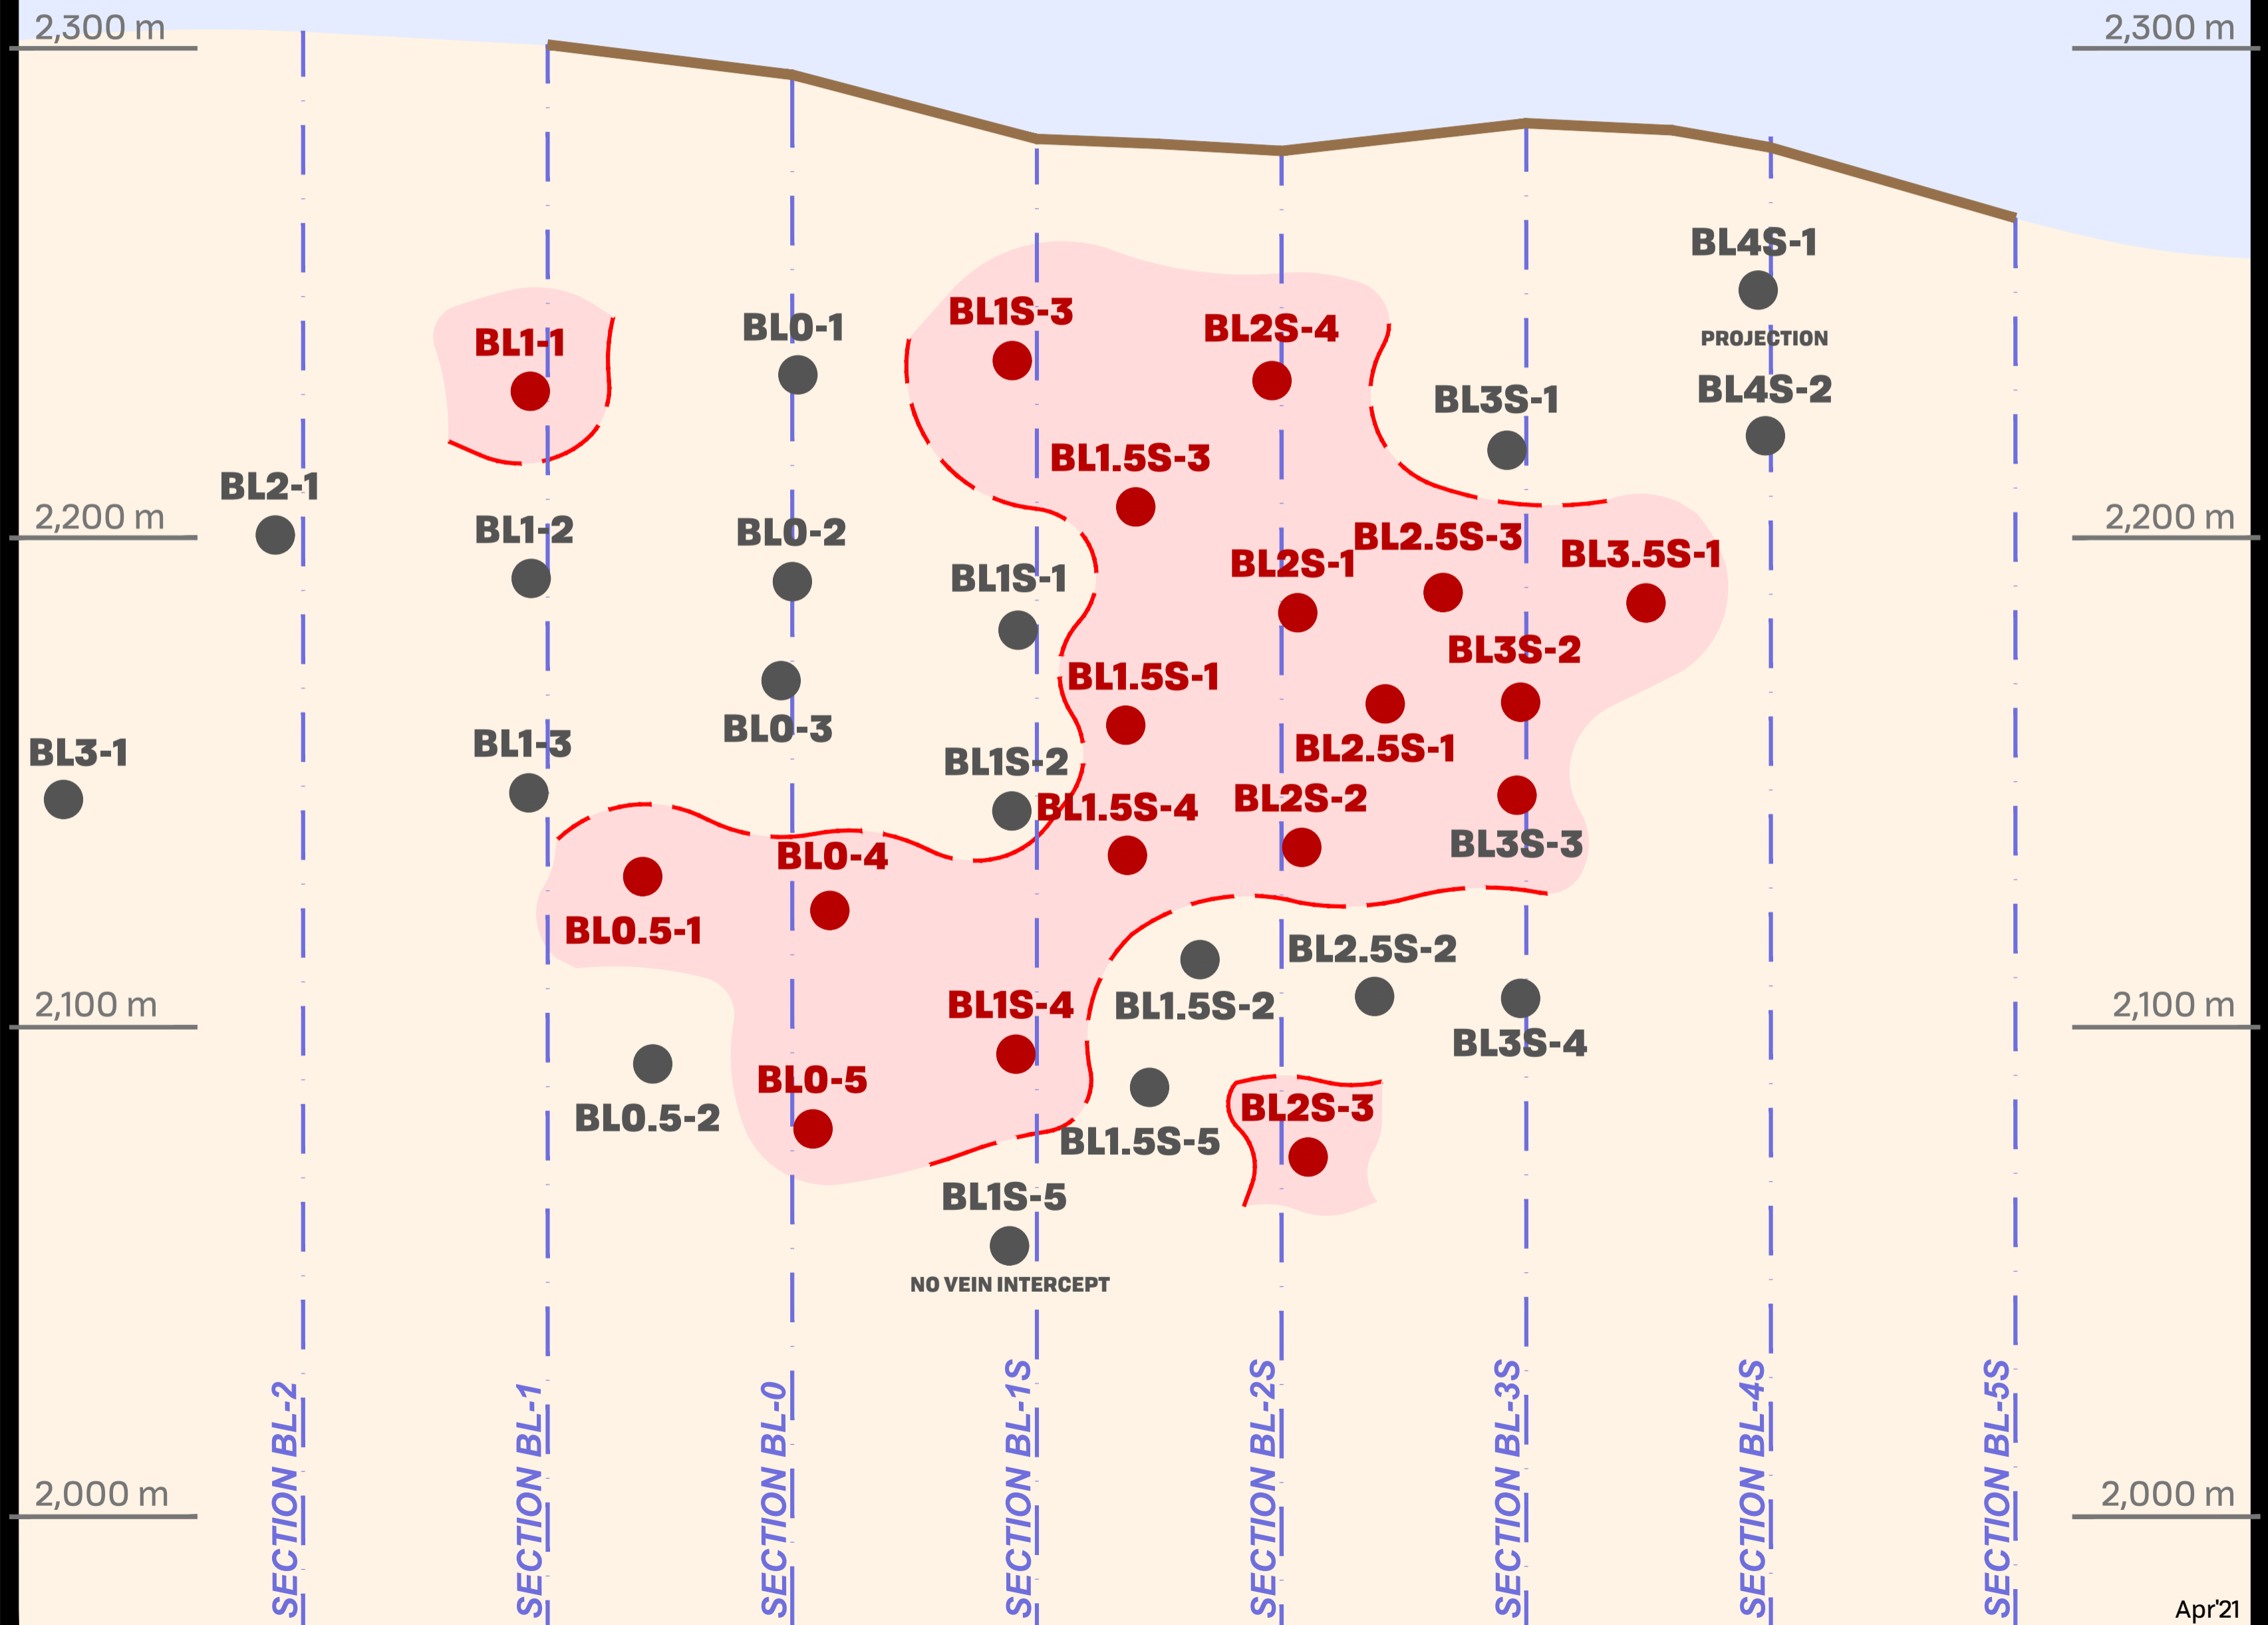 2,300 m
2,300 m
BL4S-1
BL1S-3
BL0-1
BL2S-4
BL1-1
PROJECTION
BL4S-2
BL3S-1
BL1.5S-3
BL2-1
2,200 m
2,200 m
BL1-2
BL0-2
BL2.5S-3
BL3.5S-1
BL2S-1
BL1S-1
BL3S-2
BL1.5S-1
BL0-3
BL1-3
BL2.5S-1
BL3-1
BL1S-2
BL2S-2
BL1.5S-4
BL3S-3
BL0-4
BL0.5-1
BL2.5S-2
2,100 m
BL1S-4
BL1.5S-2
2,100 m
BL3S-4
BL0-5
BL2S-3
BL0.5-2
BL1.5S-5
BL1S-5
NO VEIN INTERCEPT
2,000 m
2,000 m
SECTION BL-2
SECTION BL-1
SECTION BL-0
SECTION BL-1S
SECTION BL-2S
SECTION BL-3S
SECTION BL-4S
SECTION BL-5S
Apr'21